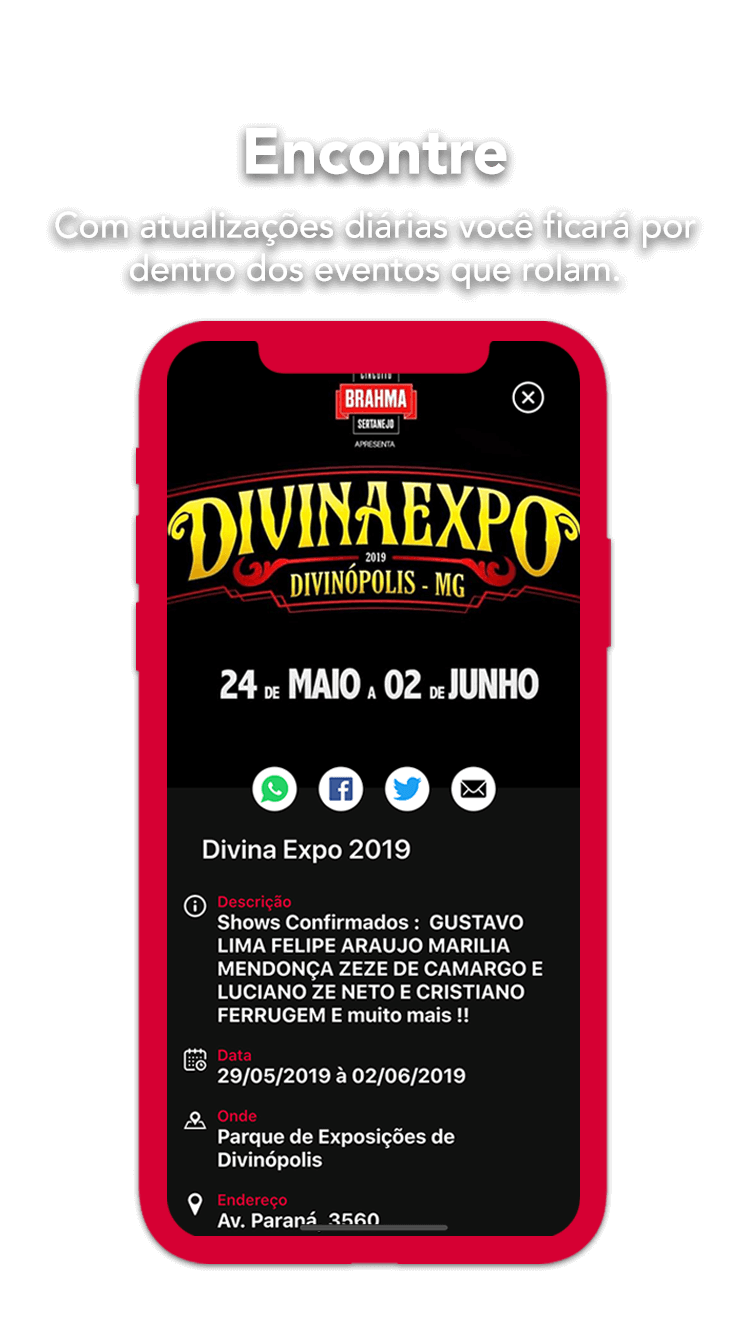 Encontre
Com atualizações diárias você ficará por
dentro dos eventos que rolam.
CIRCUITO
BRAHMA
SERTANEJO
APRESENTA
DIVINAEXPO
2019
DIVINÓPOLIS - MG
24 DE MAIO A 02 DE JUNHO
Divina Expo 2019
Descrição
Shows Confirmados : GUSTAVO
LIMA FELIPE ARAUJO MARILIA
MENDONÇA ZEZE DE CAMARGO E
LUCIANO ZE NETO E CRISTIANO
FERRUGEM E muito mais !!
Data
29/05/2019 à 02/06/2019
Onde
Parque de Exposições de
Divinópolis
Endereço
Av. Paraná, 3560